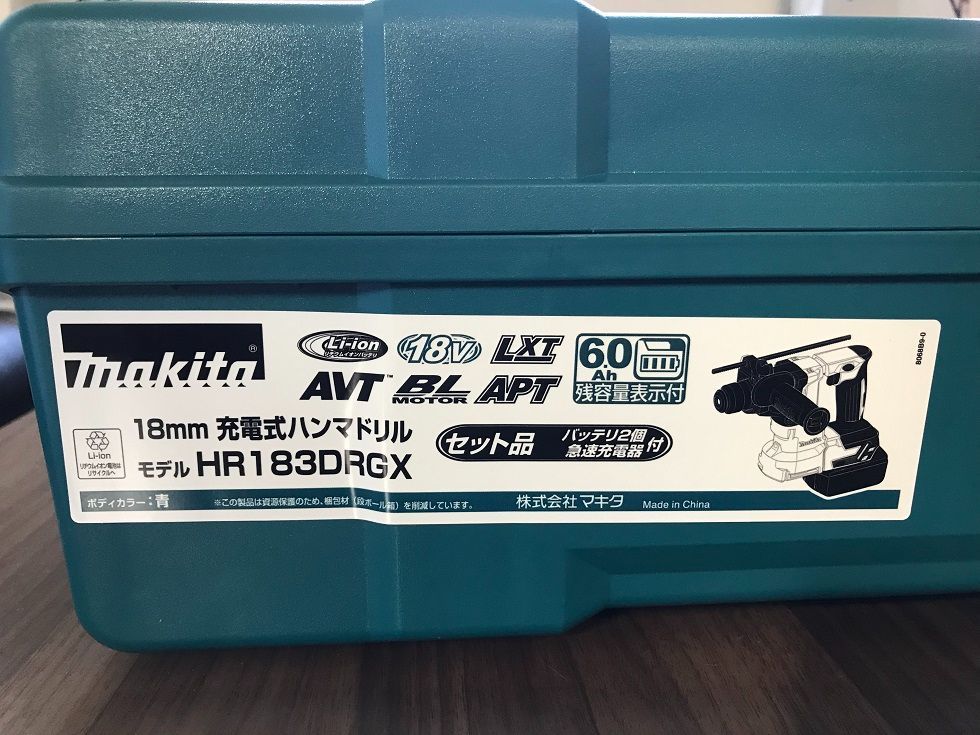 makita®
Li-ion
リチウムイオンバッテリ
18V
LXT
6.0
Ah
残容量表示付
AVT™
BL
MOTOR
APT
18mm 充電式ハンマドリル
モデル HR183DRGX
セット品
バッテリ2個
急速充電器付
Li-ion
リチウムイオン電池は
リサイクルへ
ボディカラー:青
※この製品は資源保護のため、梱包材(段ボール箱)を削減しています。
株式会社マキタ
Made in China
8068B9-0